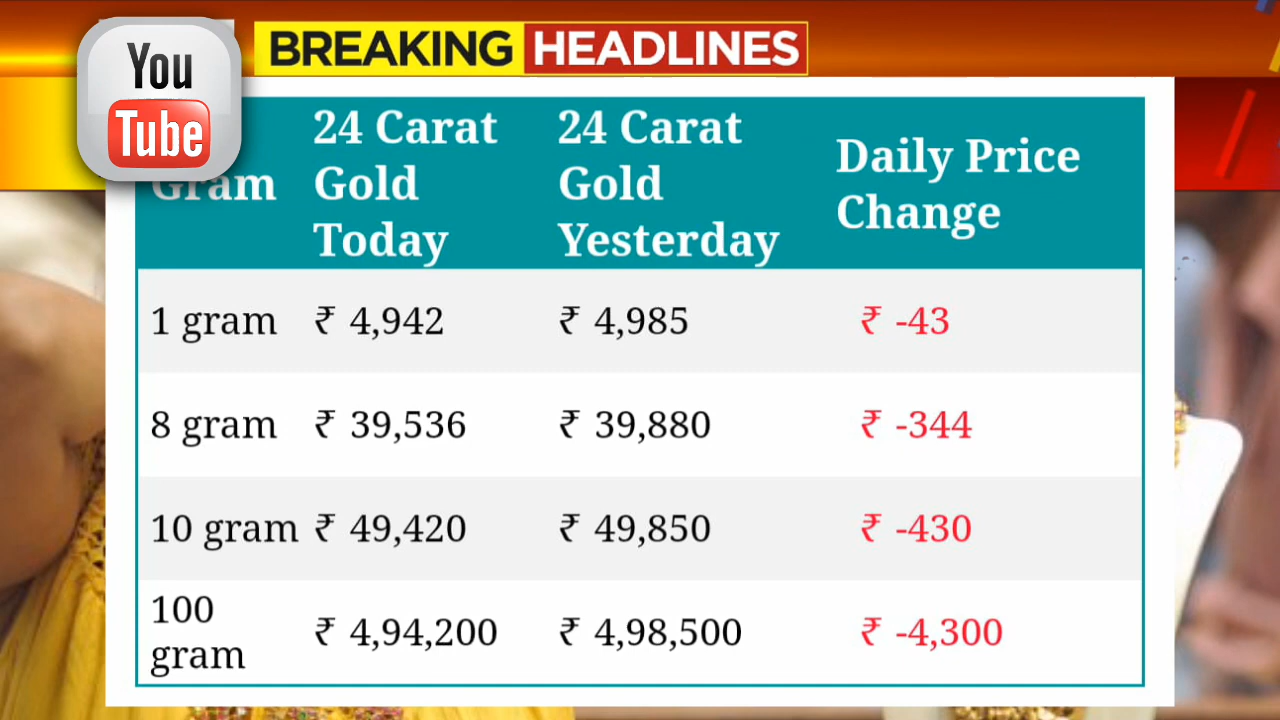 You
Tube
BREAKING HEADLINES
Gram
24 Carat
Gold
Today
24 Carat
Gold
Yesterday
Daily Price
Change
1 gram ₹ 4,942 ₹ 4,985 ₹ -43
8 gram ₹ 39,536 ₹ 39,880 ₹ -344
10 gram ₹ 49,420 ₹ 49,850 ₹ -430
100
gram ₹ 4,94,200 ₹ 4,98,500 ₹ -4,300